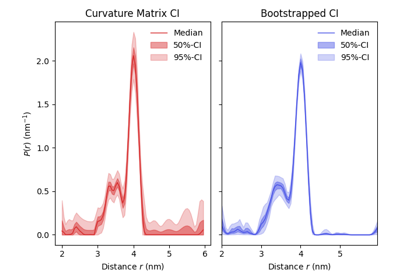 Curvature Matrix CI
Bootstrapped CI
Median
50%-CI
95%-CI
Median
50%-CI
95%-CI
P(r) (nm⁻¹)
2.0
1.5
1.0
0.5
0.0
2 3 4 5 6
2 3 4 5
Distance r (nm)
Distance r (nm)